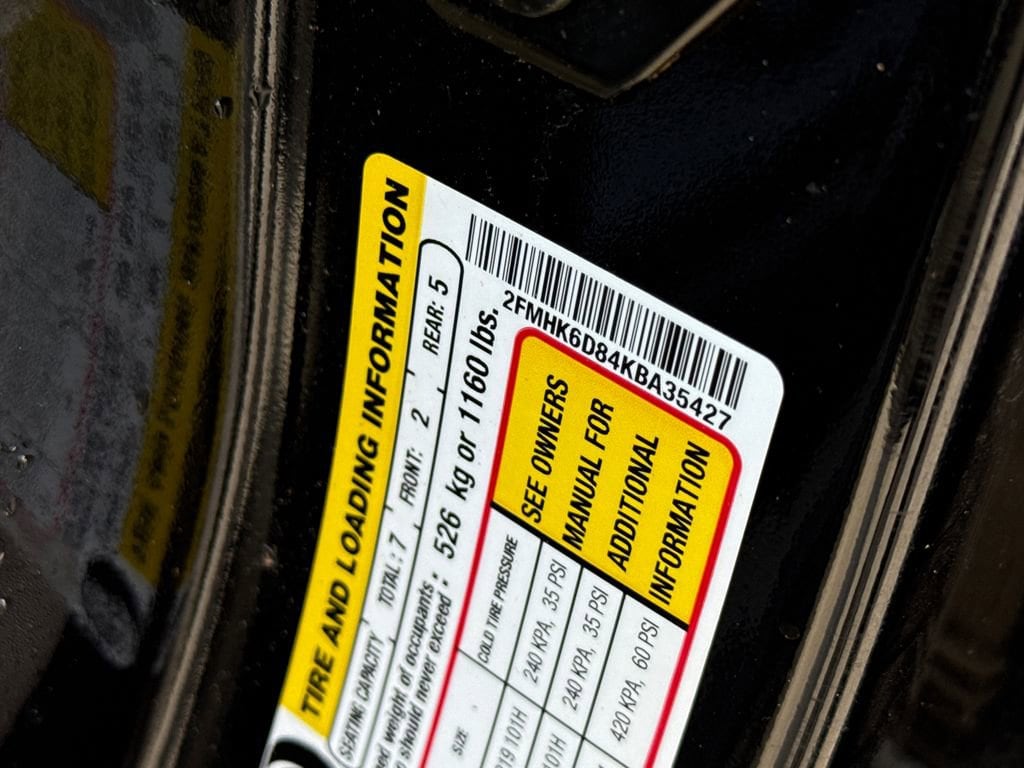 TIRE AND LOADING INFORMATION
SEATING CAPACITY TOTAL: 7 FRONT: 2 REAR: 5
weight of occupants
should never exceed: 526 kg or 1160 lbs.
2FMHK6D84KBA35427
SIZE COLD TIRE PRESSURE
101H 240 KPA, 35 PSI
101H 240 KPA, 35 PSI
420 KPA, 60 PSI
SEE OWNERS
MANUAL FOR
ADDITIONAL
INFORMATION